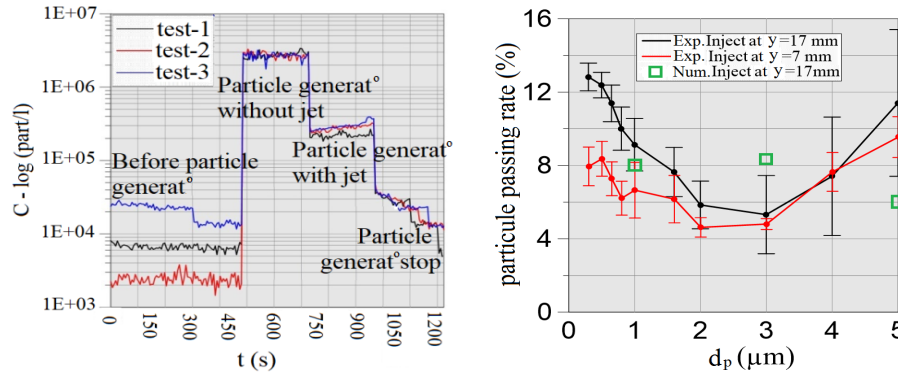 C - log (part/l)
1E+07
1E+06
1E+05
1E+04
1E+03
test-1
test-2
test-3
Particle generat°
without jet
Before particle
generat°
Particle generat°
with jet
Particle
generat°stop
0
150
300
450
600
750
900
1050
1200
t (s)
particule passing rate (%)
16
12
8
4
0
Exp.Inject at y=17 mm
Exp.Inject at y=7 mm
Num.Inject at y=17mm
0
1
2
3
4
5
dₚ (μm)